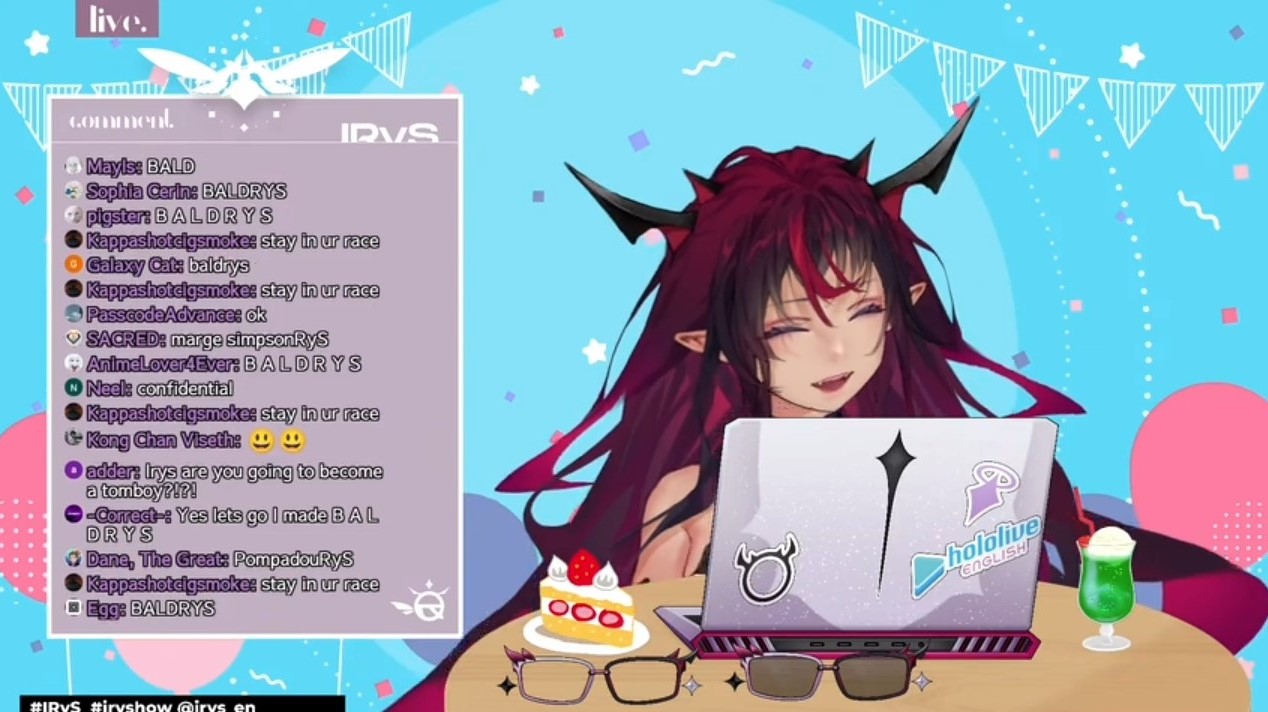 live.
comment.
IRyS
MayIs: BALD
Sophia Cerin: BALDRYS
pigster: B A L D R Y S
Kappashotcigsmoke: stay in ur race
G Galaxy Cat: baldrys
Kappashotcigsmoke: stay in ur race
PasscodeAdvance: ok
SACRED: marge simpsonRyS
AnimeLover4Ever: B A L D R Y S
N Neel: confidential
Kappashotcigsmoke: stay in ur race
Kong Chan Viseth: 😃 😃
a adder: Irys are you going to become
a tomboy?!?!
-Correct-: Yes lets go I made B A L
D R Y S
Dane, The Great: PompadouRyS
Kappashotcigsmoke: stay in ur race
Egg: BALDRYS
hololive
ENGLISH
#IRyS #iryshow @irys_en